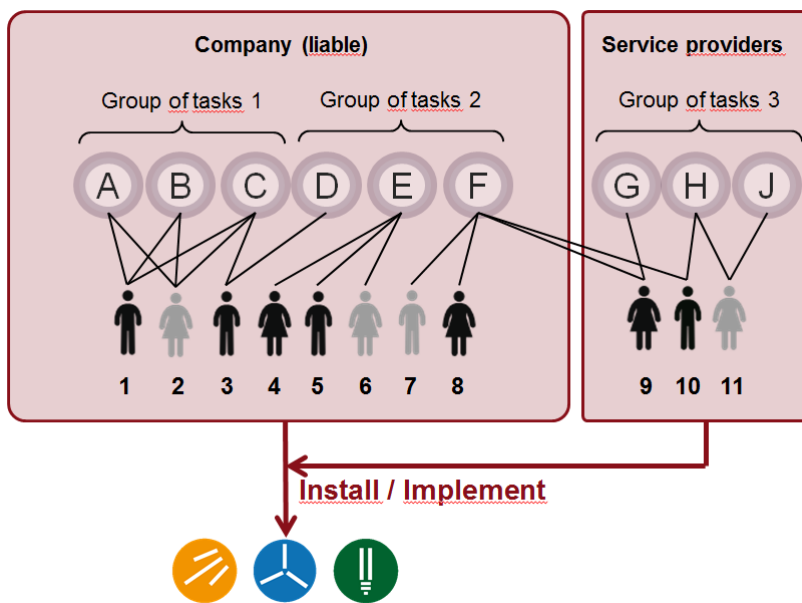 Company (liable)
Service providers
Group of tasks 1
Group of tasks 2
Group of tasks 3
A B C D E F G H J
1 2 3 4 5 6 7 8 9 10 11
Install / Implement